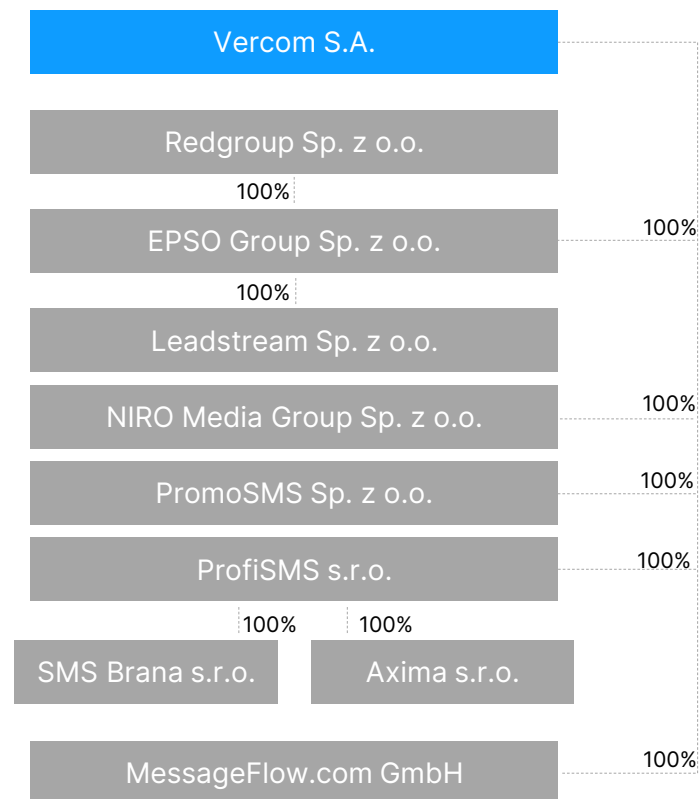 Vercom S.A.
Redgroup Sp. z o.o.
100%
EPSO Group Sp. z o.o.
100%
100%
Leadstream Sp. z o.o.
NIRO Media Group Sp. z o.o.
100%
PromoSMS Sp. z o.o.
100%
ProfiSMS s.r.o.
100%
100%
100%
SMS Brana s.r.o.
Axima s.r.o.
MessageFlow.com GmbH
100%